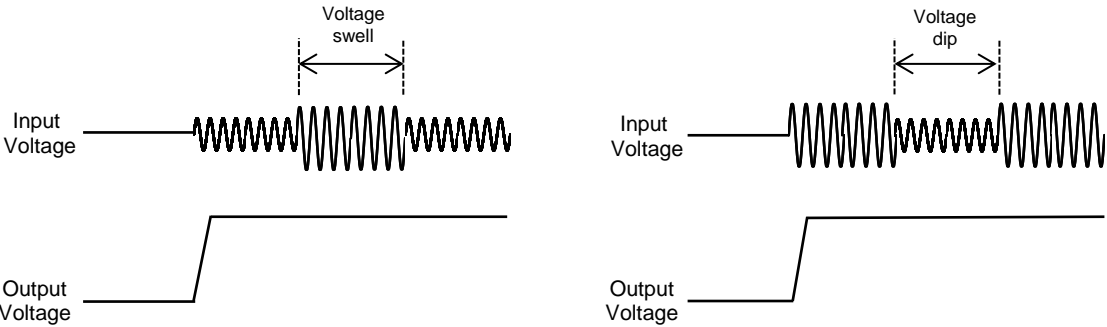 Voltage
swell
Input
Voltage
Output
Voltage
Voltage
dip
Input
Voltage
Output
Voltage